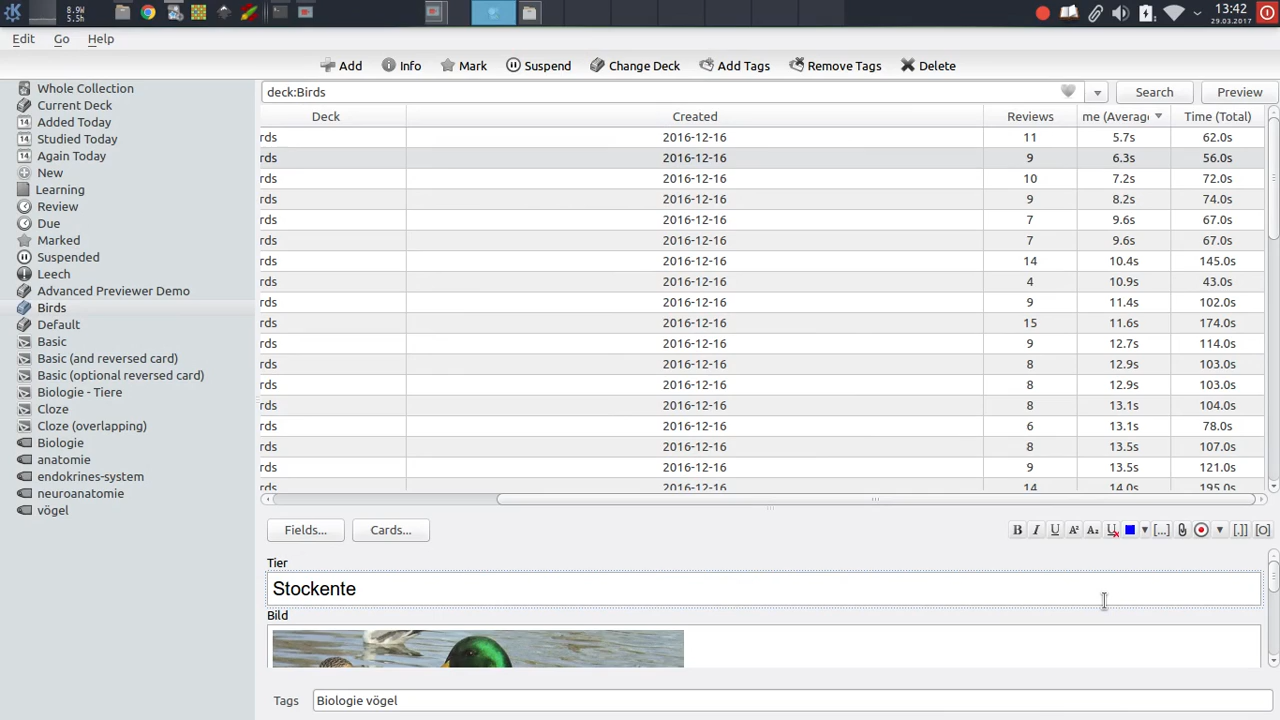 8.9%
5.5h
13:42
29.03.2017
Edit Go Help
Add Info Mark Suspend Change Deck Add Tags Remove Tags Delete
Whole Collection
Current Deck
Added Today
Studied Today
Again Today
New
Learning
Review
Due
Marked
Suspended
Leech
Advanced Previewer Demo
Birds
Default
Basic
Basic (and reversed card)
Basic (optional reversed card)
Biologie - Tiere
Cloze
Cloze (overlapping)
Biologie
anatomie
endokrines-system
neuroanatomie
vögel
deck:Birds Search Preview
Deck Created Reviews me (Averag Time (Total)
rds 2016-12-16 11 5.7s 62.0s
rds 2016-12-16 9 6.3s 56.0s
rds 2016-12-16 10 7.2s 72.0s
rds 2016-12-16 9 8.2s 74.0s
rds 2016-12-16 7 9.6s 67.0s
rds 2016-12-16 7 9.6s 67.0s
rds 2016-12-16 14 10.4s 145.0s
rds 2016-12-16 4 10.9s 43.0s
rds 2016-12-16 9 11.4s 102.0s
rds 2016-12-16 15 11.6s 174.0s
rds 2016-12-16 9 12.7s 114.0s
rds 2016-12-16 8 12.9s 103.0s
rds 2016-12-16 8 12.9s 103.0s
rds 2016-12-16 8 13.1s 104.0s
rds 2016-12-16 6 13.1s 78.0s
rds 2016-12-16 8 13.5s 107.0s
rds 2016-12-16 9 13.5s 121.0s
rds 2016-12-16 14 14.0s 195.0s
Fields... Cards... B I U A² A₂ U [...] [.]] [O]
Tier
Stockente
Bild
Tags Biologie vögel